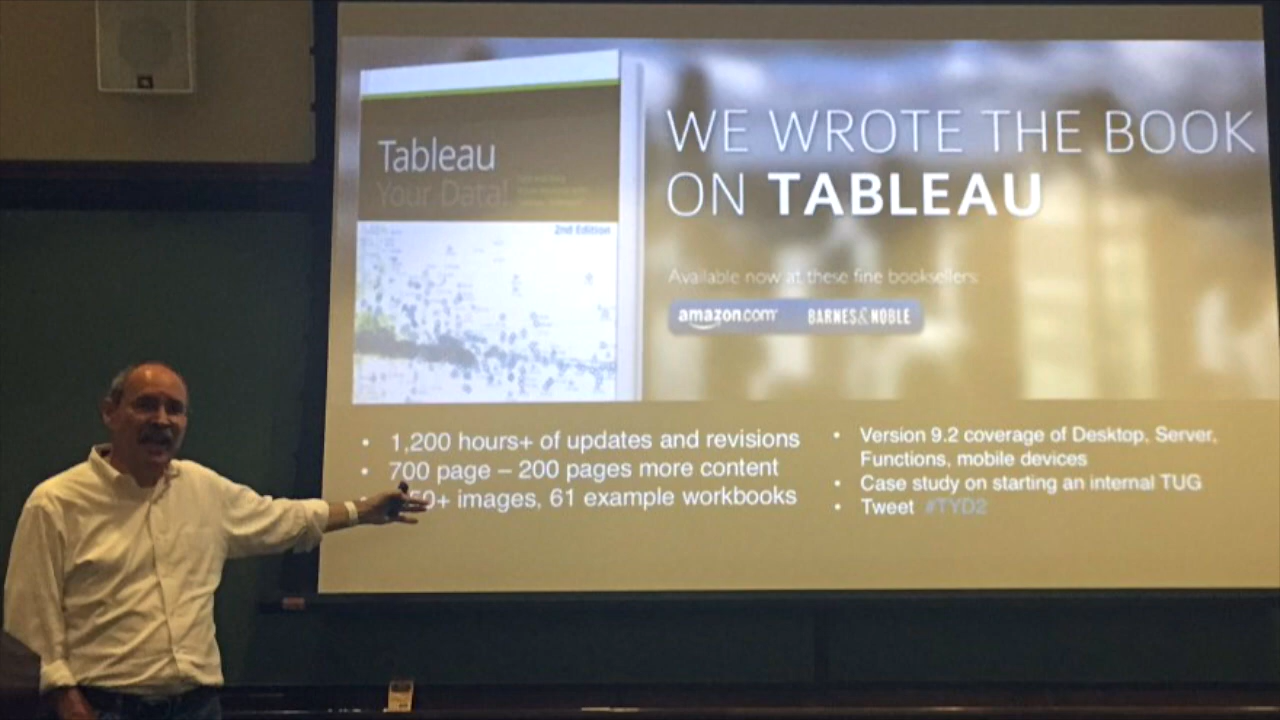 Tableau
Your Data!
2nd Edition
WE WROTE THE BOOK
ON TABLEAU
Available now at these fine booksellers:
amazon.com BARNES&NOBLE
• 1,200 hours+ of updates and revisions
• 700 page – 200 pages more content
50+ images, 61 example workbooks
• Version 9.2 coverage of Desktop, Server,
Functions, mobile devices
• Case study on starting an internal TUG
• Tweet #TYD2